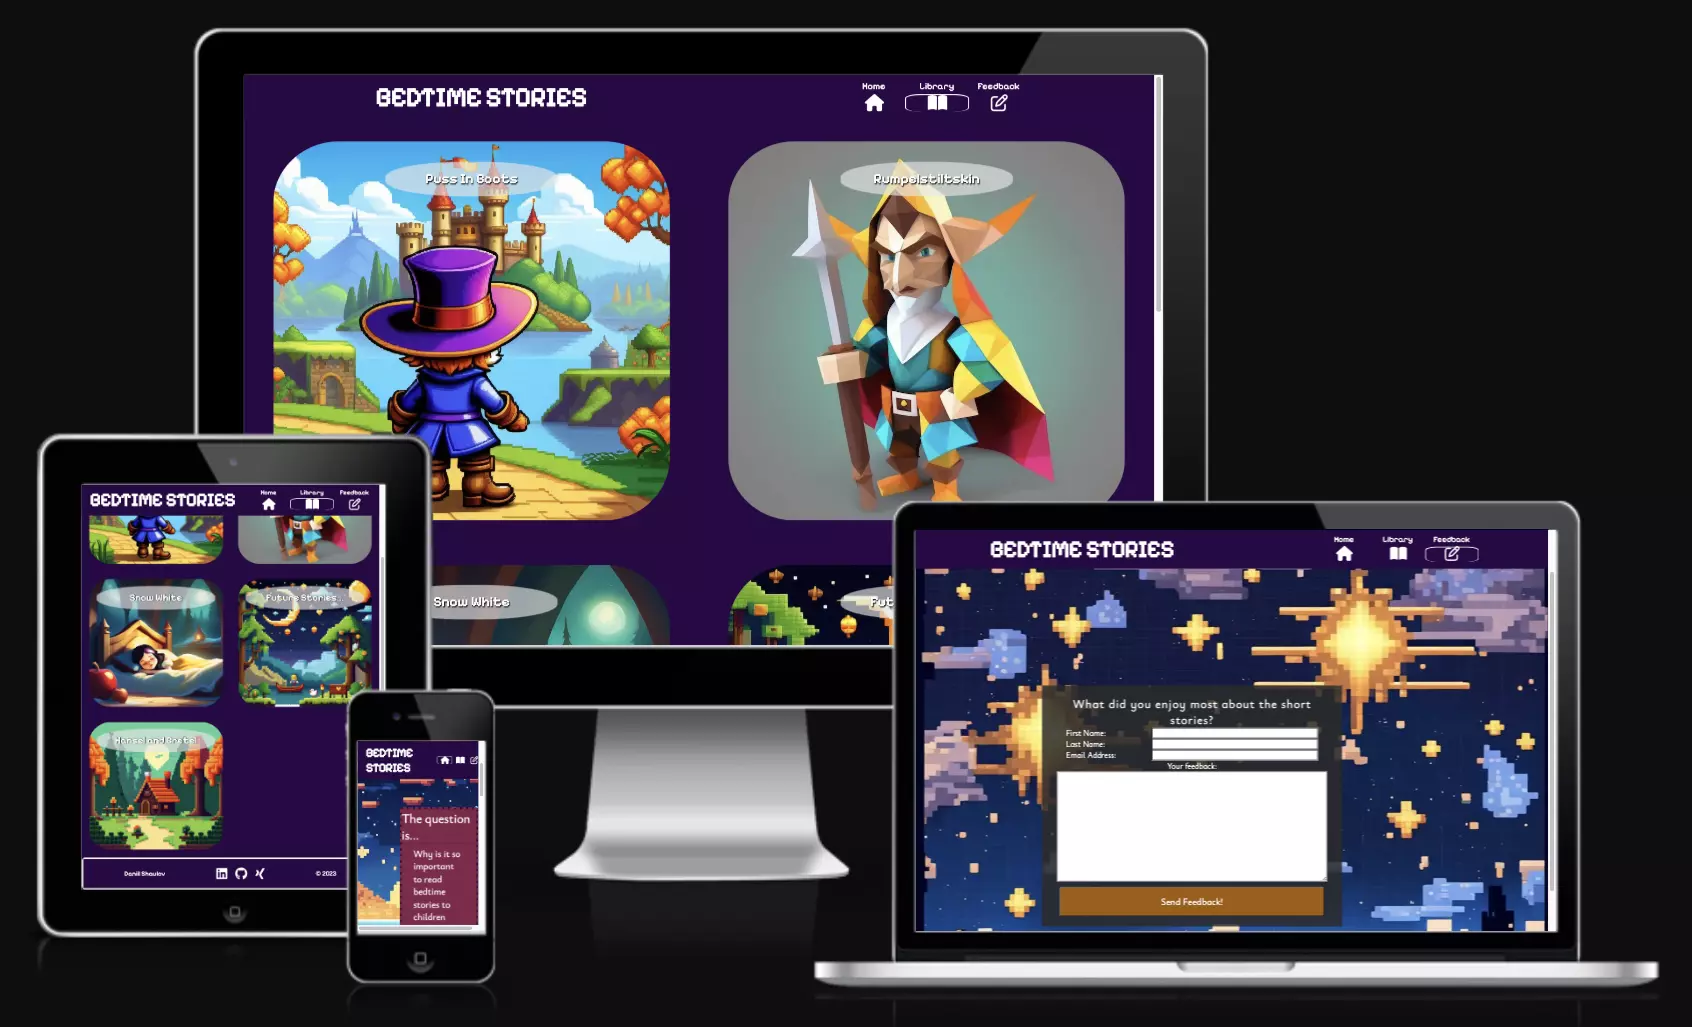 BEDTIME STORIES
Home Library Feedback
Puss In Boots
Rumpelstiltskin
Snow White
Fut
BEDTIME STORIES
Home Library Feedback
Snow White
Future Stories...
Hansel and Gretel
Daniil Shaulov
© 2023
BEDTIME
STORIES
The question
is...
Why is it so
important
to read
bedtime
stories to
children
BEDTIME STORIES
Home Library Feedback
What did you enjoy most about the short
stories?
First Name:
Last Name:
Email Address:
Your feedback:
Send Feedback!